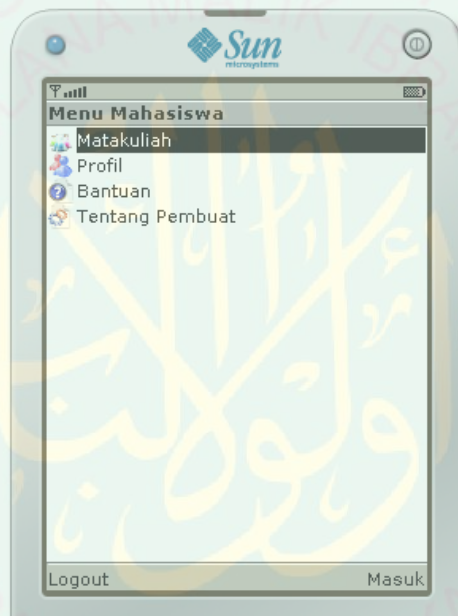 Sun
microsystems
Menu Mahasiswa
Matakuliah
Profil
Bantuan
Tentang Pembuat
Logout Masuk